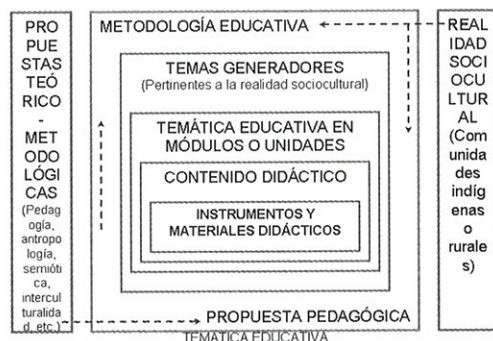 PRO
PUE
STAS
TEÓ
RICO
-
MET
ODO
LÓGI
CAS
(Pedag
ogía,
antropo
logía,
semióti
ca,
intercul
turalida
d, etc.)
METODOLOGÍA EDUCATIVA
TEMAS GENERADORES
(Pertinentes a la realidad sociocultural)
TEMÁTICA EDUCATIVA EN
MÓDULOS O UNIDADES
CONTENIDO DIDÁCTICO
INSTRUMENTOS Y
MATERIALES DIDÁCTICOS
PROPUESTA PEDAGÓGICA
TEMÁTICA EDUCATIVA
REAL
IDAD
SOCI
OCU
LTUR
AL
(Com
unida
des
indíg
enas
o
rurale
s)